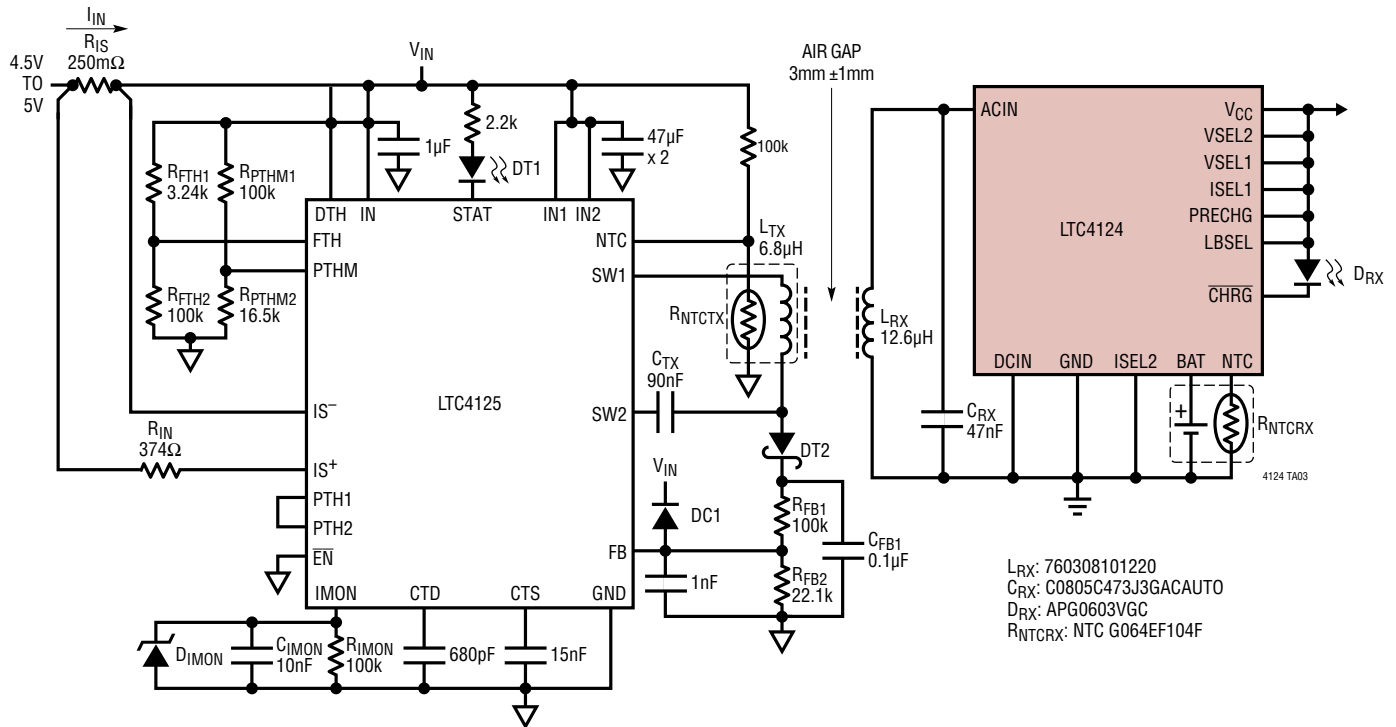 I_IN
R_IS
250mΩ
4.5V
TO
5V
V_IN
AIR GAP
3mm ±1mm
2.2k
1µF
DT1
47µF
x 2
100k
R_FTH1
3.24k
R_PTHM1
100k
R_FTH2
100k
R_PTHM2
16.5k
DTH
IN
STAT
IN1
IN2
FTH
PTHM
NTC
SW1
L_TX
6.8µH
R_NTCTX
LTC4125
C_TX
90nF
SW2
IS–
R_IN
374Ω
IS+
PTH1
PTH2
EN
V_IN
DC1
DT2
R_FB1
100k
FB
1nF
R_FB2
22.1k
C_FB1
0.1µF
IMON
CTD
CTS
GND
D_IMON
C_IMON
10nF
R_IMON
100k
680pF
15nF
ACIN
V_CC
VSEL2
VSEL1
ISEL1
PRECHG
LBSEL
LTC4124
D_RX
CHRG
L_RX
12.6µH
DCIN
GND
ISEL2
BAT
NTC
C_RX
47nF
+
R_NTCRX
4124 TA03
L_RX: 760308101220
C_RX: C0805C473J3GACAUTO
D_RX: APG0603VGC
R_NTCRX: NTC G064EF104F